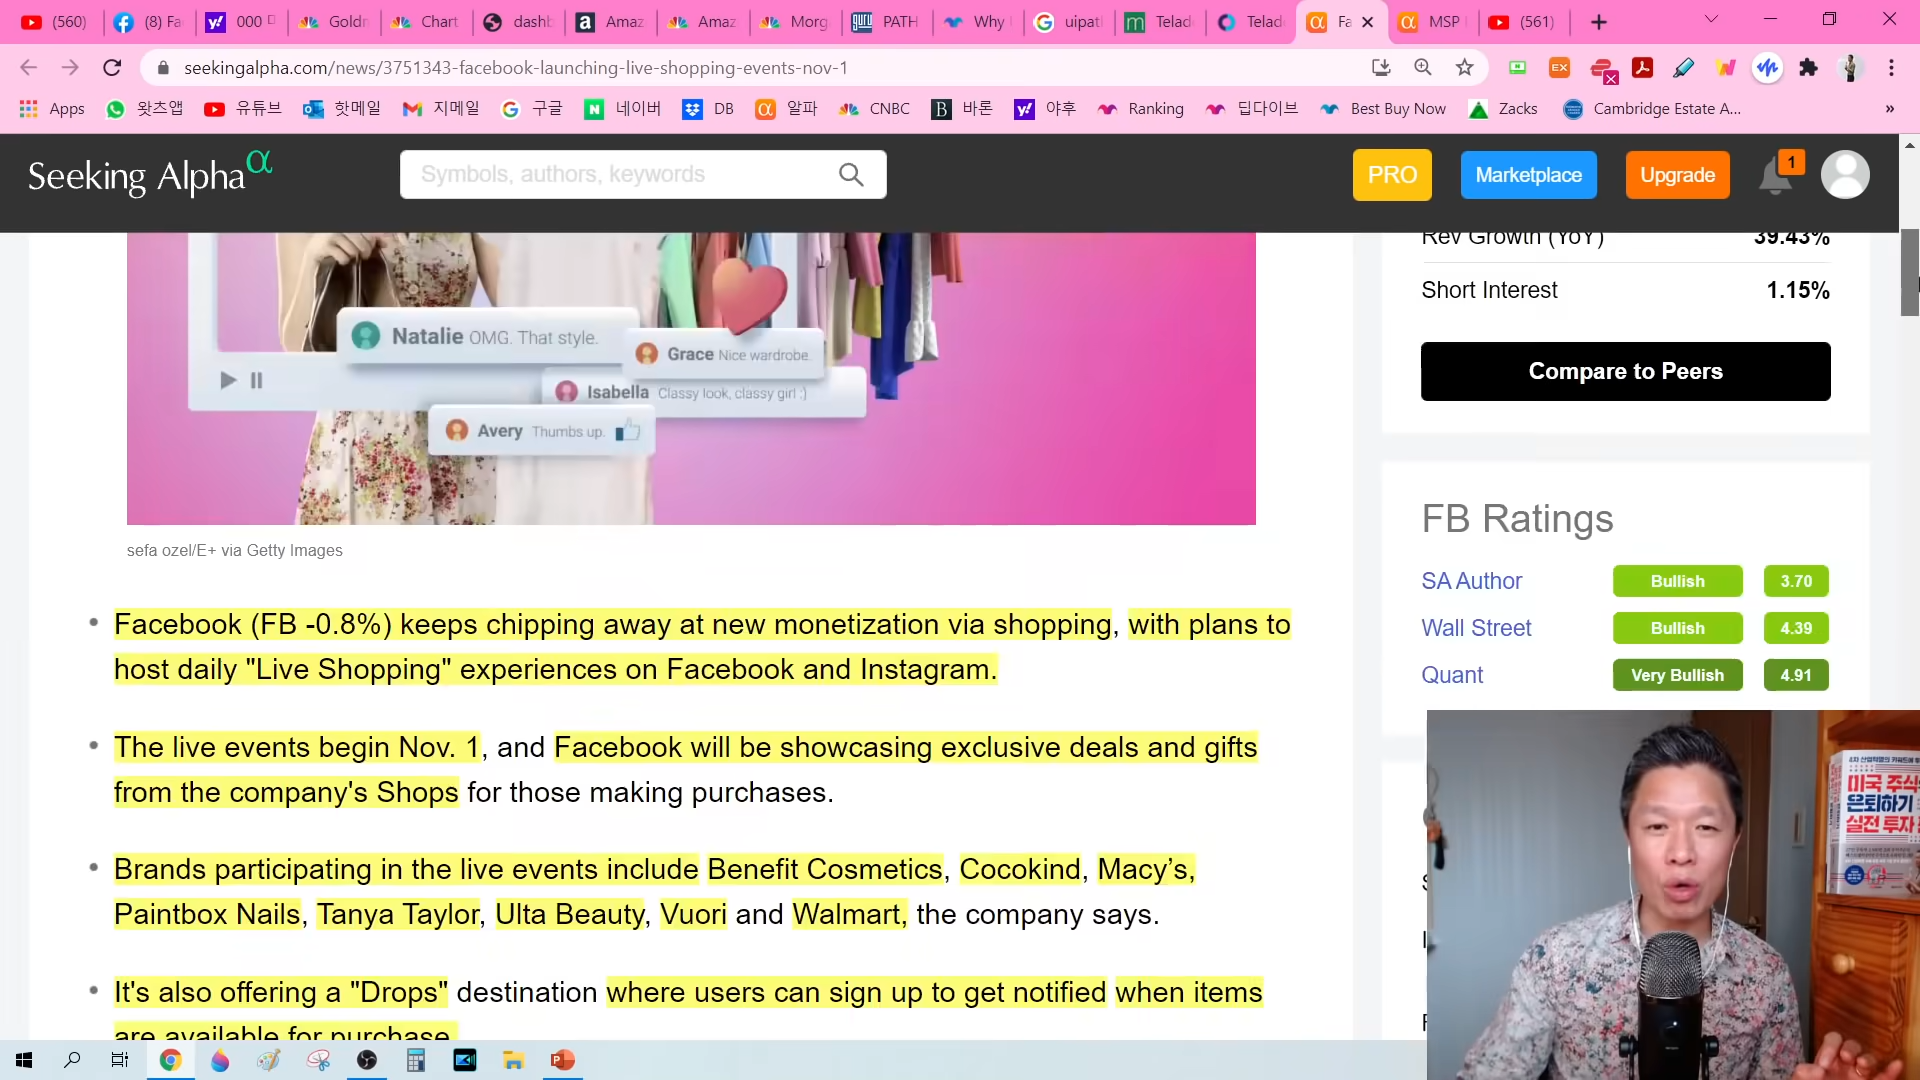 (560)
(8) Fa
000
Goldn
Chart
dashb
Amaz
Amaz
Morg
PATH
Why
uipat
Telad
Telad
Fa
MSP
(561)
seekingalpha.com/news/3751343-facebook-launching-live-shopping-events-nov-1
EX
Apps
왓츠앱
유튜브
핫메일
지메일
구글
네이버
DB
알파
CNBC
바론
야후
Ranking
딥다이브
Best Buy Now
Zacks
Cambridge Estate A...
»
Seeking Alpha α
Symbols, authors, keywords
PRO
Marketplace
Upgrade
1
Rev Growth (YoY) 39.43%
Short Interest 1.15%
Compare to Peers
Natalie OMG. That style.
Grace Nice wardrobe.
Isabella Classy look, classy girl :)
Avery Thumbs up.
sefa ozel/E+ via Getty Images
FB Ratings
SA Author Bullish 3.70
Wall Street Bullish 4.39
Quant Very Bullish 4.91
• Facebook (FB -0.8%) keeps chipping away at new monetization via shopping, with plans to
host daily "Live Shopping" experiences on Facebook and Instagram.
• The live events begin Nov. 1, and Facebook will be showcasing exclusive deals and gifts
from the company's Shops for those making purchases.
• Brands participating in the live events include Benefit Cosmetics, Cocokind, Macy’s,
Paintbox Nails, Tanya Taylor, Ulta Beauty, Vuori and Walmart, the company says.
• It's also offering a "Drops" destination where users can sign up to get notified when items
are available for purchase.
미국 주식
은퇴하기
실전 투자